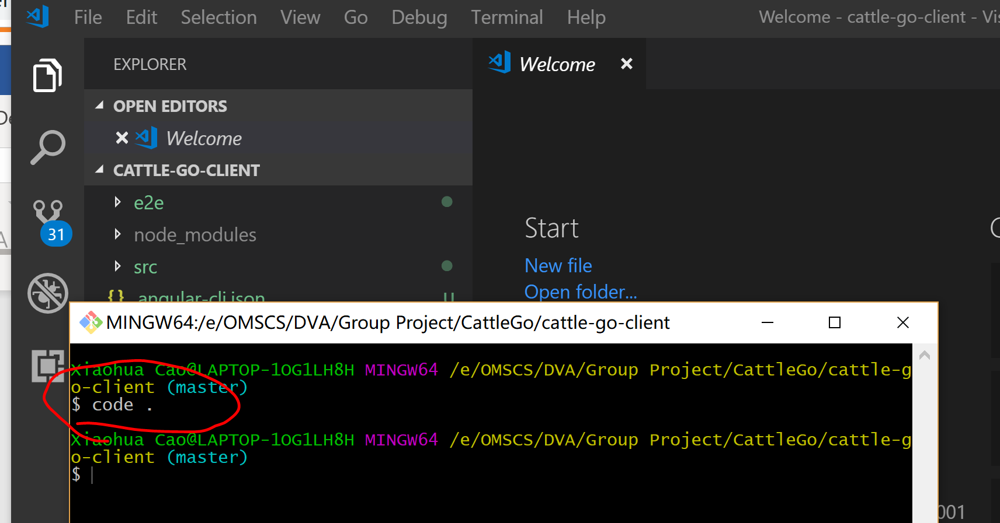 File Edit Selection View Go Debug Terminal Help Welcome - cattle-go-client - Vis
EXPLORER
Welcome
OPEN EDITORS
Welcome
CATTLE-GO-CLIENT
e2e
node_modules
src
{} .angular-cli.json U
31
Start
New file
Open folder...
MINGW64:/e/OMSCS/DVA/Group Project/CattleGo/cattle-go-client
Xiaohua Cao@LAPTOP-1OG1LH8H MINGW64 /e/OMSCS/DVA/Group Project/CattleGo/cattle-g
o-client (master)
$ code .
Xiaohua Cao@LAPTOP-1OG1LH8H MINGW64 /e/OMSCS/DVA/Group Project/CattleGo/cattle-g
o-client (master)
$
001